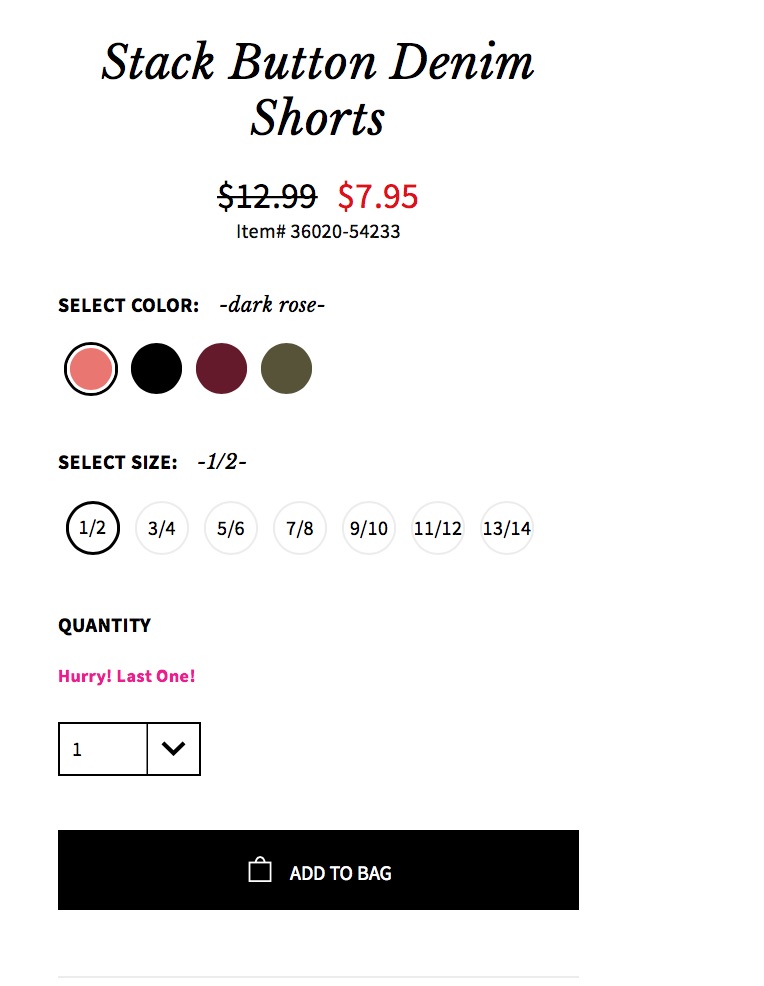 Stack Button Denim
Shorts
$12.99 $7.95
Item# 36020-54233
SELECT COLOR: -dark rose-
SELECT SIZE: -1/2-
1/2 3/4 5/6 7/8 9/10 11/12 13/14
QUANTITY
Hurry! Last One!
1
ADD TO BAG